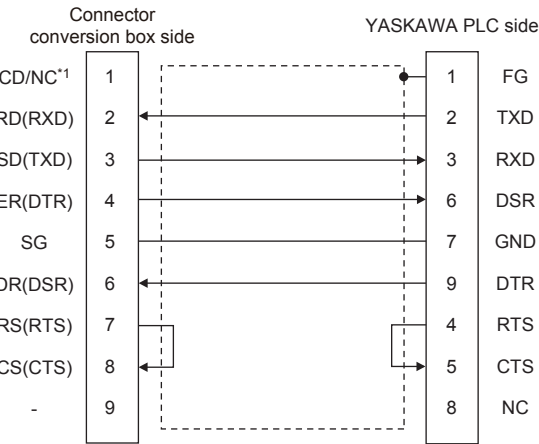 Connector
conversion box side
YASKAWA PLC side
CD/NC*1 1 1 FG
RD(RXD) 2 2 TXD
SD(TXD) 3 3 RXD
ER(DTR) 4 6 DSR
SG 5 7 GND
DR(DSR) 6 9 DTR
RS(RTS) 7 4 RTS
CS(CTS) 8 5 CTS
- 9 8 NC